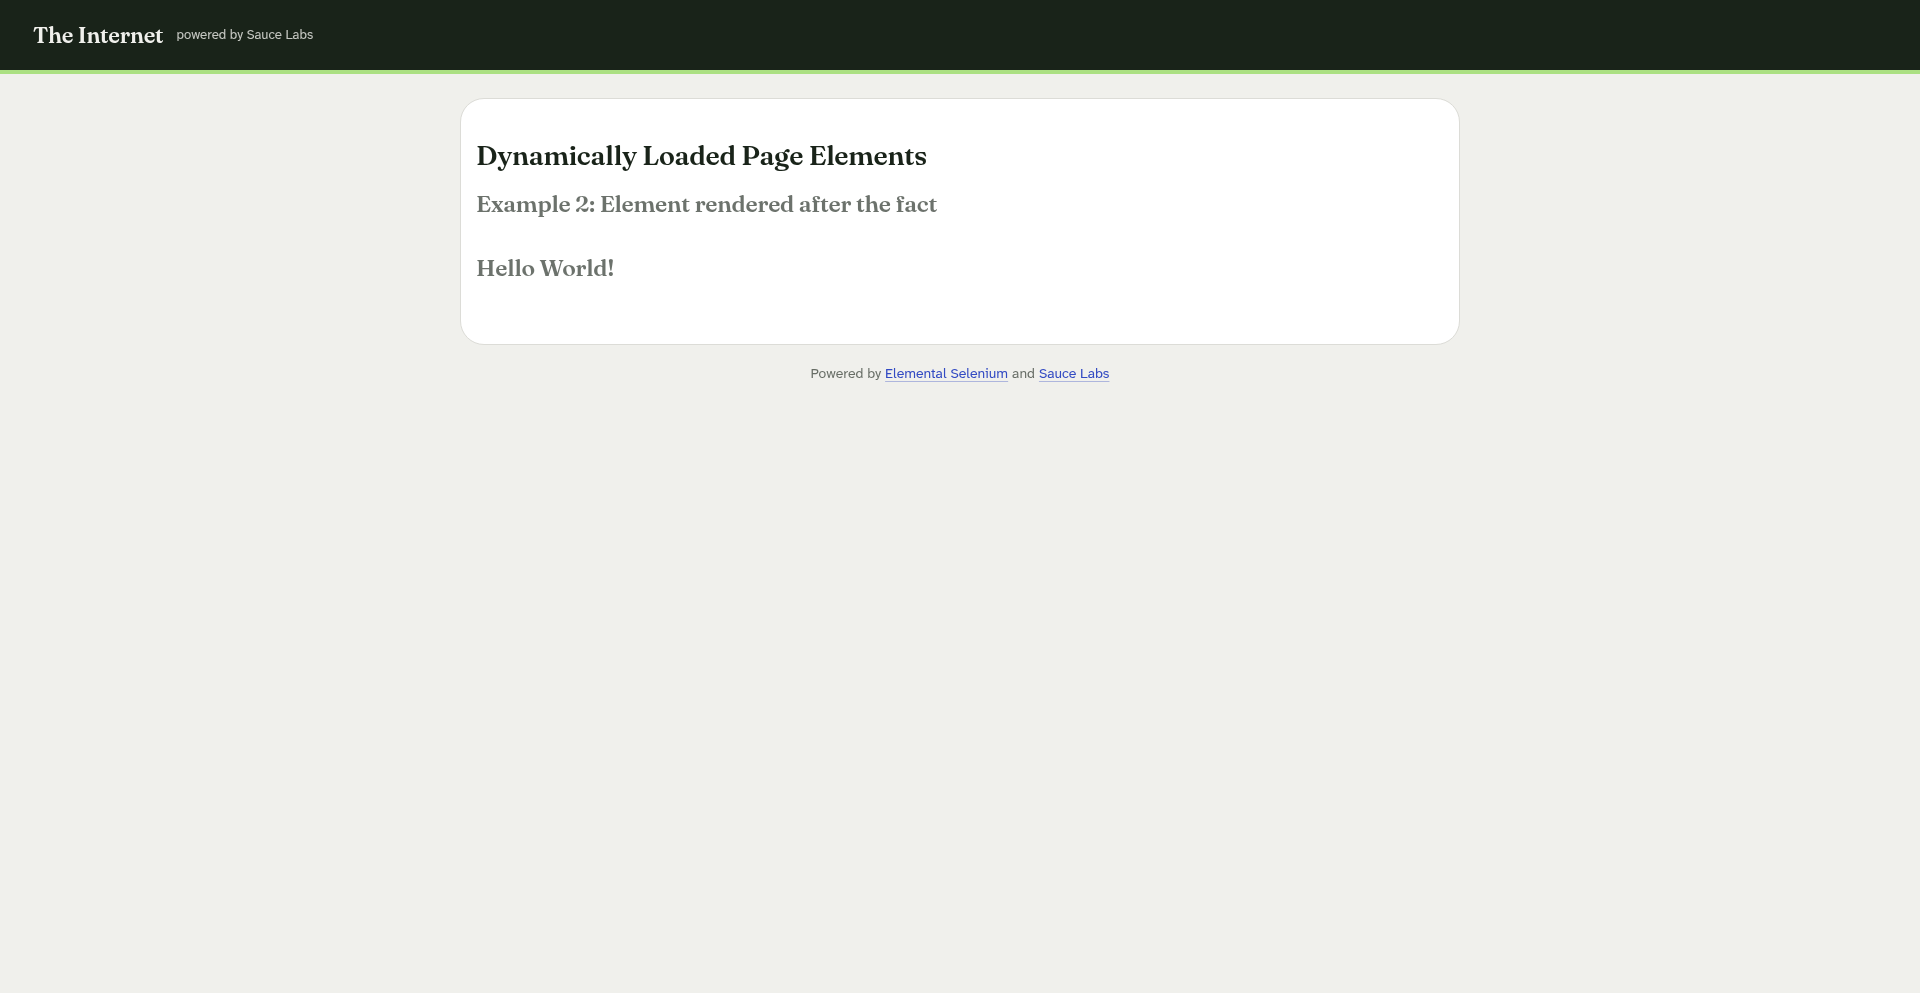 The Internet powered by Sauce Labs
Dynamically Loaded Page Elements
Example 2: Element rendered after the fact
Hello World!
Powered by Elemental Selenium and Sauce Labs